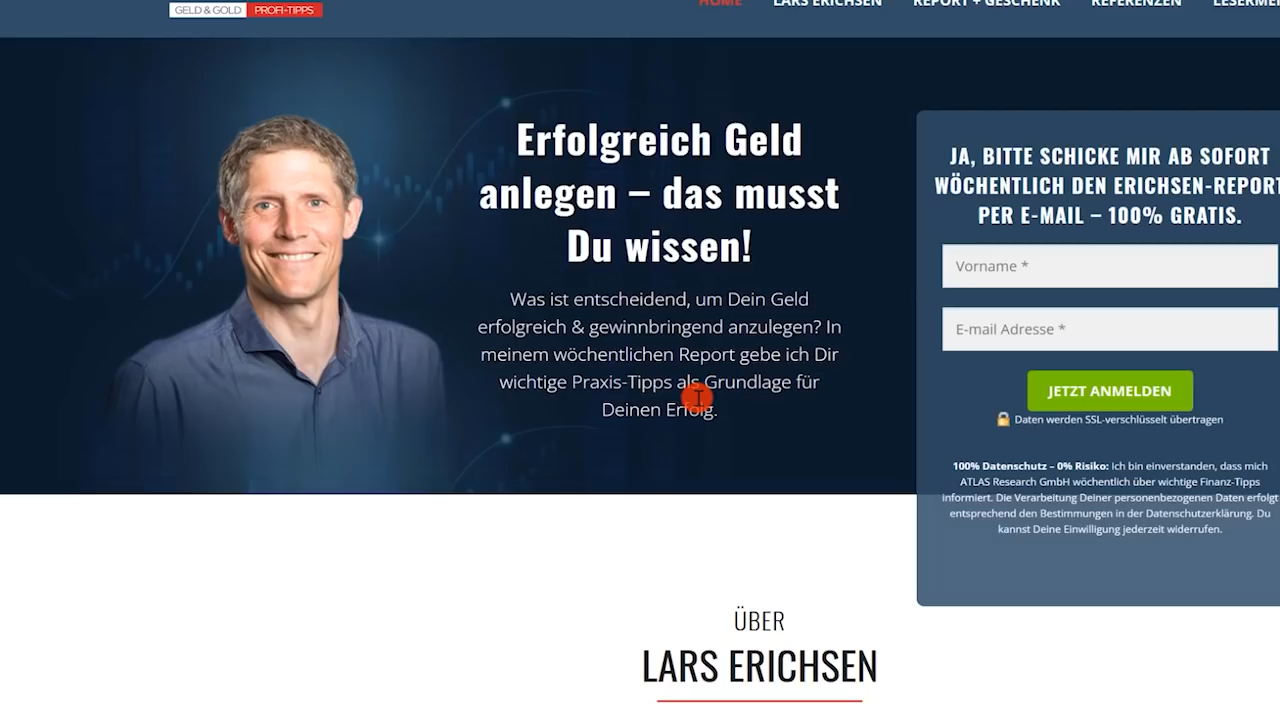 GELD & GOLD PROFI-TIPPS
HOME LARS ERICHSEN REPORT + GESCHENK REFERENZEN
Erfolgreich Geld
anlegen – das musst
Du wissen!
Was ist entscheidend, um Dein Geld
erfolgreich & gewinnbringend anzulegen? In
meinem wöchentlichen Report gebe ich Dir
wichtige Praxis-Tipps als Grundlage für
Deinen Erfolg.
JA, BITTE SCHICKE MIR AB SOFORT
WÖCHENTLICH DEN ERICHSEN-REPORT
PER E-MAIL – 100% GRATIS.
Vorname *
E-mail Adresse *
JETZT ANMELDEN
Daten werden SSL-verschlüsselt übertragen
100% Datenschutz – 0% Risiko: Ich bin einverstanden, dass mich
ATLAS Research GmbH wöchentlich über wichtige Finanz-Tipps
informiert. Die Verarbeitung Deiner personenbezogenen Daten erfolgt
entsprechend den Bestimmungen in der Datenschutzerklärung. Du
kannst Deine Einwilligung jederzeit widerrufen.
ÜBER
LARS ERICHSEN